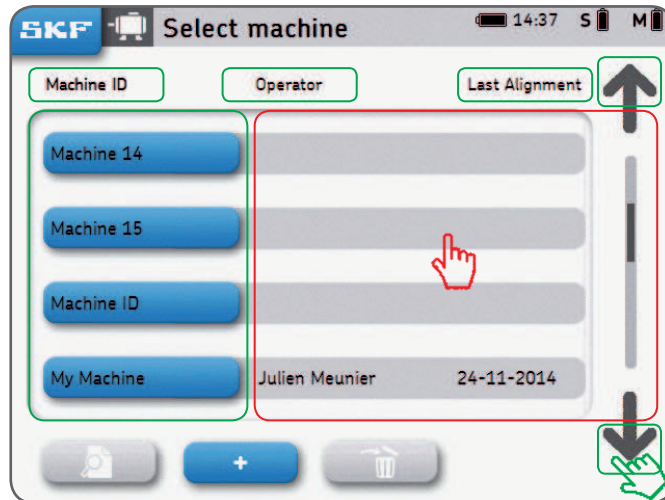 SKF Select machine 14:37 S M
Machine ID Operator Last Alignment
Machine 14
Machine 15
Machine ID
My Machine Julien Meunier 24-11-2014
+